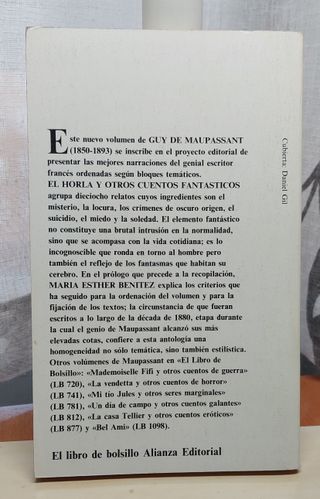 Este nuevo volumen de GUY DE MAUPASSANT
(1850-1893) se inscribe en el proyecto editorial de
presentar las mejores narraciones del genial escritor
francés ordenadas según bloques temáticos.
EL HORLA Y OTROS CUENTOS FANTASTICOS
agrupa dieciocho relatos cuyos ingredientes son el
misterio, la locura, los crímenes de oscuro origen, el
suicidio, el miedo y la soledad. El elemento fantástico
no constituye una brutal intrusión en la normalidad,
sino que se acompasa con la vida cotidiana; es lo
incognoscible que ronda en torno al hombre pero
también el reflejo de los fantasmas que habitan su
cerebro. En el prólogo que precede a la recopilación,
MARIA ESTHER BENITEZ explica los criterios que
ha seguido para la ordenación del volumen y para la
fijación de los textos; la circunstancia de que fueran
escritos a lo largo de la década de 1880, etapa durante
la cual el genio de Maupassant alcanzó sus más
elevadas cotas, confiere a esta antología una
homogeneidad no sólo temática, sino también estilística.
Otros volúmenes de Maupassant en «El Libro de
Bolsillo»: «Mademoiselle Fifi y otros cuentos de guerra»
(LB 720), «La vendetta y otros cuentos de horror»
(LB 741), «Mi tío Jules y otros seres marginales»
(LB 781), «Un día de campo y otros cuentos galantes»
(LB 812), «La casa Tellier y otros cuentos eróticos»
(LB 877) y «Bel Ami» (LB 1098).
El libro de bolsillo Alianza Editorial
Cubierta: Daniel Gil